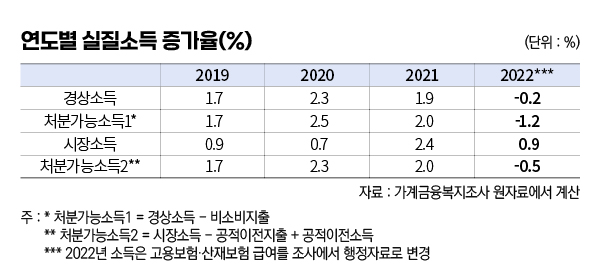 연도별 실질소득 증가율(%)
(단위 : %)
2019 2020 2021 2022***
경상소득 1.7 2.3 1.9 -0.2
처분가능소득1* 1.7 2.5 2.0 -1.2
시장소득 0.9 0.7 2.4 0.9
처분가능소득2** 1.7 2.3 2.0 -0.5
자료 : 가계금융복지조사 원자료에서 계산
주 : * 처분가능소득1 = 경상소득 – 비소비지출
** 처분가능소득2 = 시장소득 – 공적이전지출 + 공적이전소득
*** 2022년 소득은 고용보험·산재보험 급여를 조사에서 행정자료로 변경